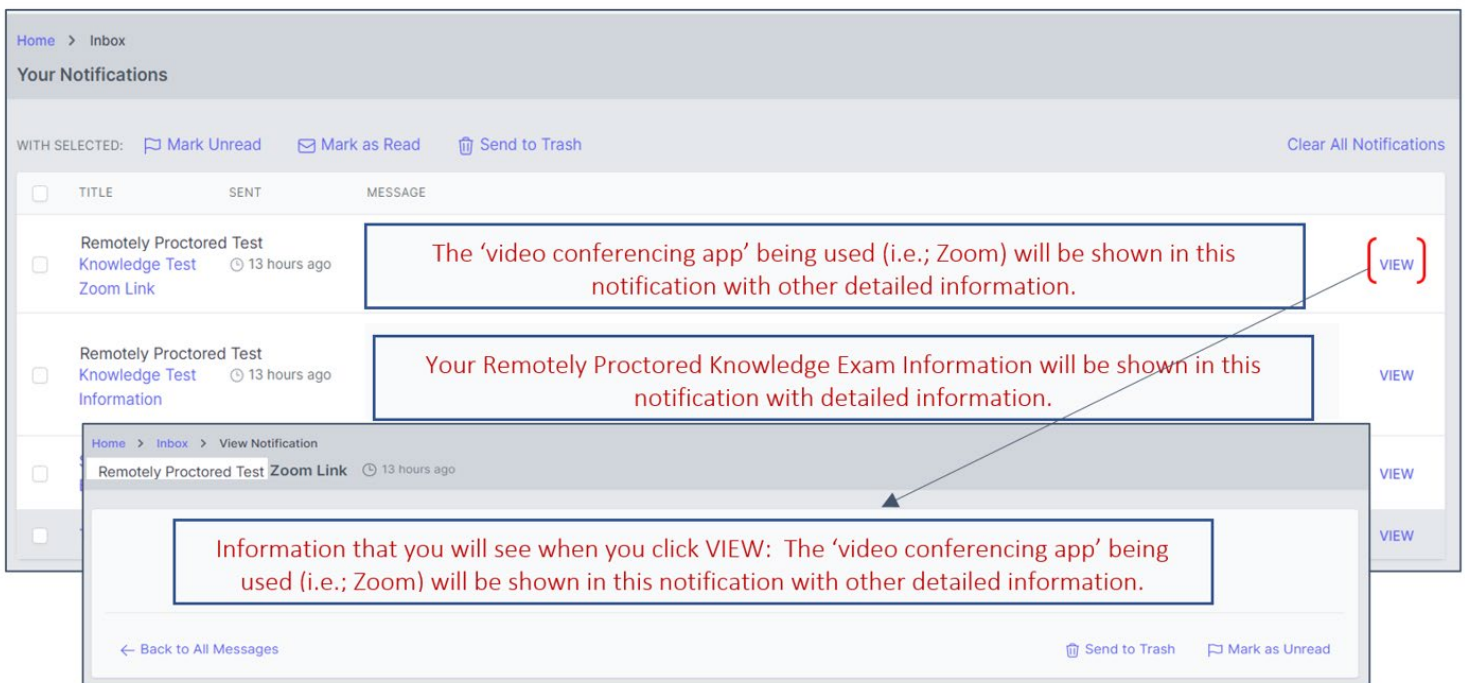 Home > Inbox
Your Notifications
WITH SELECTED: Mark Unread Mark as Read Send to Trash Clear All Notifications
TITLE SENT MESSAGE
Remotely Proctored Test
Knowledge Test 13 hours ago
Zoom Link
The ‘video conferencing app’ being used (i.e.; Zoom) will be shown in this
notification with other detailed information.
VIEW
Remotely Proctored Test
Knowledge Test 13 hours ago
Information
Your Remotely Proctored Knowledge Exam Information will be shown in this
notification with detailed information.
VIEW
VIEW
VIEW
Home > Inbox > View Notification
Remotely Proctored Test Zoom Link 13 hours ago
Information that you will see when you click VIEW: The ‘video conferencing app’ being
used (i.e.; Zoom) will be shown in this notification with other detailed information.
← Back to All Messages Send to Trash Mark as Unread